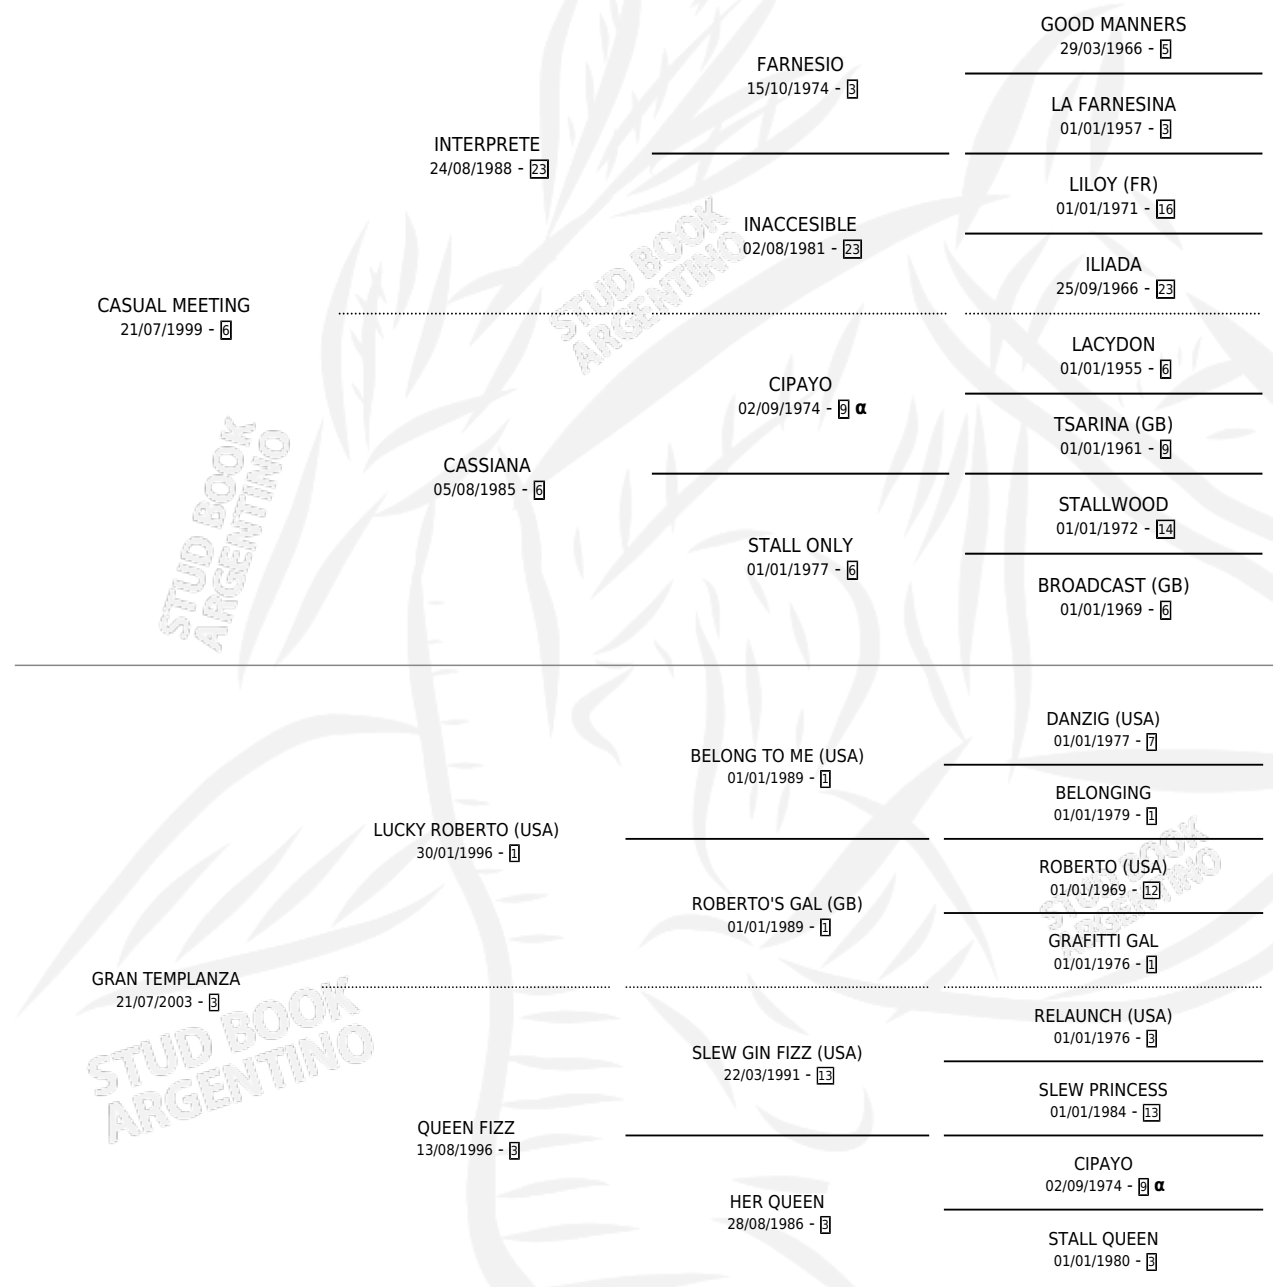 GOOD MANNERS
29/03/1966 - 5
FARNESIO
15/10/1974 - 3
LA FARNESINA
01/01/1957 - 3
INTERPRETE
24/08/1988 - 23
LILOY (FR)
01/01/1971 - 16
INACCESIBLE
02/08/1981 - 23
ILIADA
25/09/1966 - 23
CASUAL MEETING
21/07/1999 - 6
LACYDON
01/01/1955 - 6
CIPAYO
02/09/1974 - 9 α
TSARINA (GB)
01/01/1961 - 9
CASSIANA
05/08/1985 - 6
STALLWOOD
01/01/1972 - 14
STALL ONLY
01/01/1977 - 6
BROADCAST (GB)
01/01/1969 - 6
DANZIG (USA)
01/01/1977 - 7
BELONG TO ME (USA)
01/01/1989 - 1
BELONGING
01/01/1979 - 1
LUCKY ROBERTO (USA)
30/01/1996 - 1
ROBERTO (USA)
01/01/1969 - 12
ROBERTO'S GAL (GB)
01/01/1989 - 1
GRAFITTI GAL
01/01/1976 - 1
GRAN TEMPLANZA
21/07/2003 - 3
RELAUNCH (USA)
01/01/1976 - 3
SLEW GIN FIZZ (USA)
22/03/1991 - 13
SLEW PRINCESS
01/01/1984 - 13
QUEEN FIZZ
13/08/1996 - 3
CIPAYO
02/09/1974 - 9 α
HER QUEEN
28/08/1986 - 3
STALL QUEEN
01/01/1980 - 3
STUD BOOK
ARGENTINO
STUD BOOK
ARGENTINO
STUD BOOK
ARGENTINO
STUD BOOK
ARGENTINO